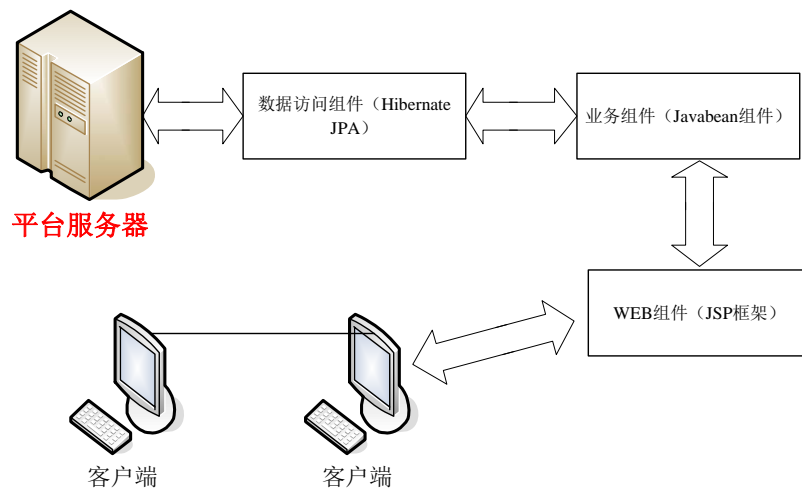 数据访问组件（Hibernate
JPA）
业务组件（Javabean组件）
平台服务器
WEB组件（JSP框架）
客户端
客户端